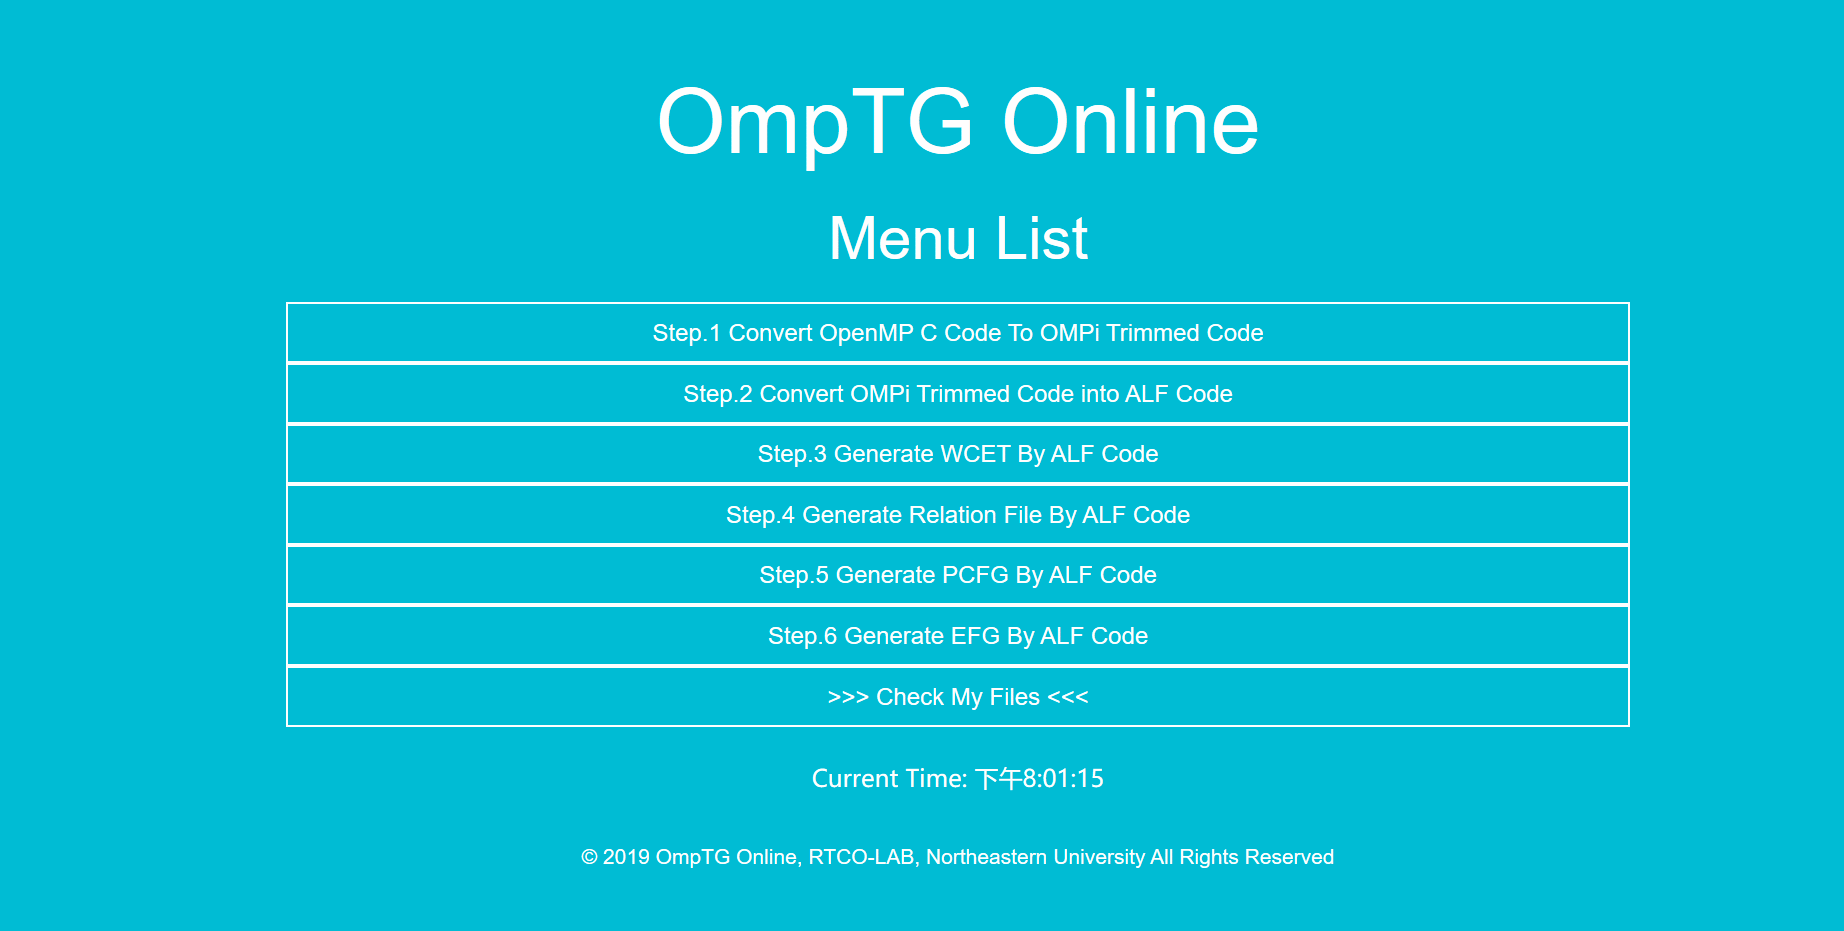 OmpTG Online
Menu List
Step.1 Convert OpenMP C Code To OMPi Trimmed Code
Step.2 Convert OMPi Trimmed Code into ALF Code
Step.3 Generate WCET By ALF Code
Step.4 Generate Relation File By ALF Code
Step.5 Generate PCFG By ALF Code
Step.6 Generate EFG By ALF Code
>>> Check My Files <<<
Current Time: 下午8:01:15
© 2019 OmpTG Online, RTCO-LAB, Northeastern University All Rights Reserved